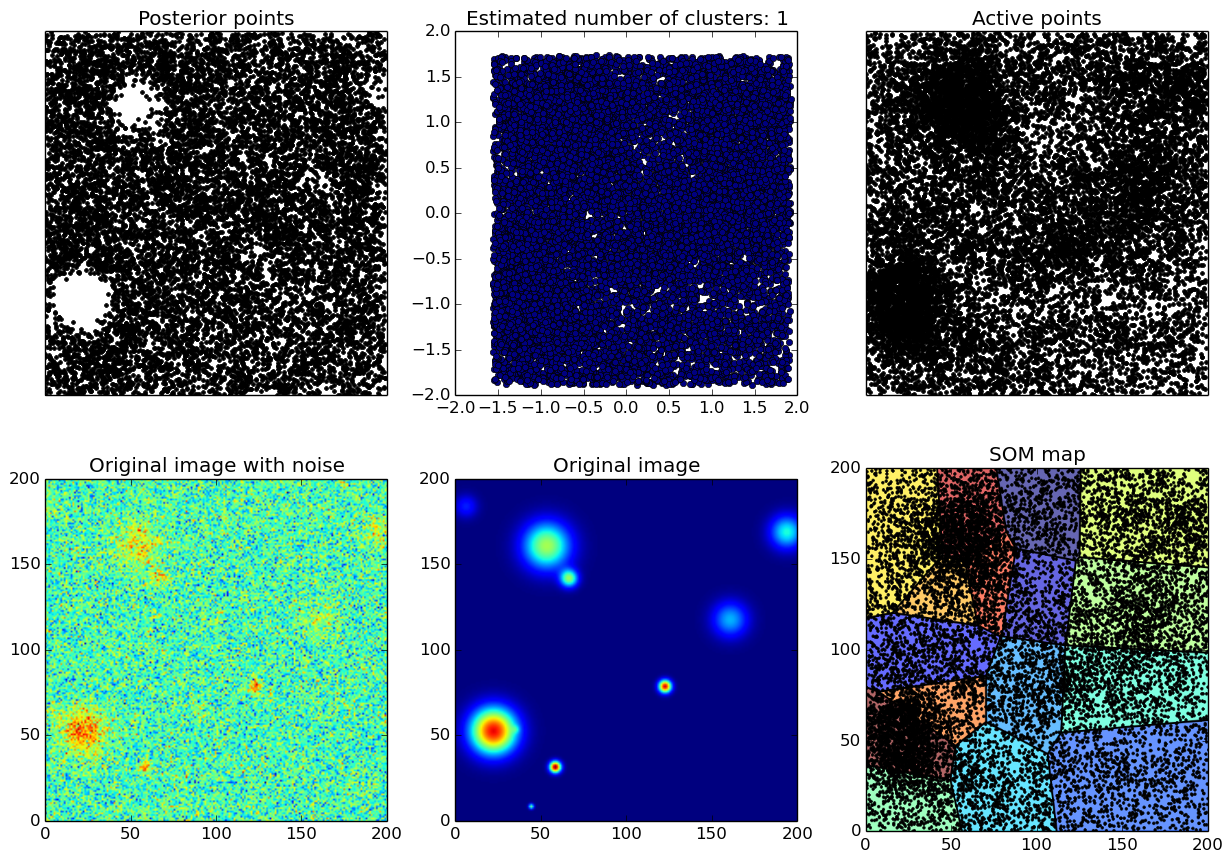 Posterior points
Estimated number of clusters: 1
Active points
2.0
1.5
1.0
0.5
0.0
−0.5
−1.0
−1.5
−2.0
−2.0 −1.5 −1.0 −0.5 0.0 0.5 1.0 1.5 2.0
Original image with noise
Original image
SOM map
200
150
100
50
0
0 50 100 150 200
200
150
100
50
0
0 50 100 150 200
200
150
100
50
0
0 50 100 150 200